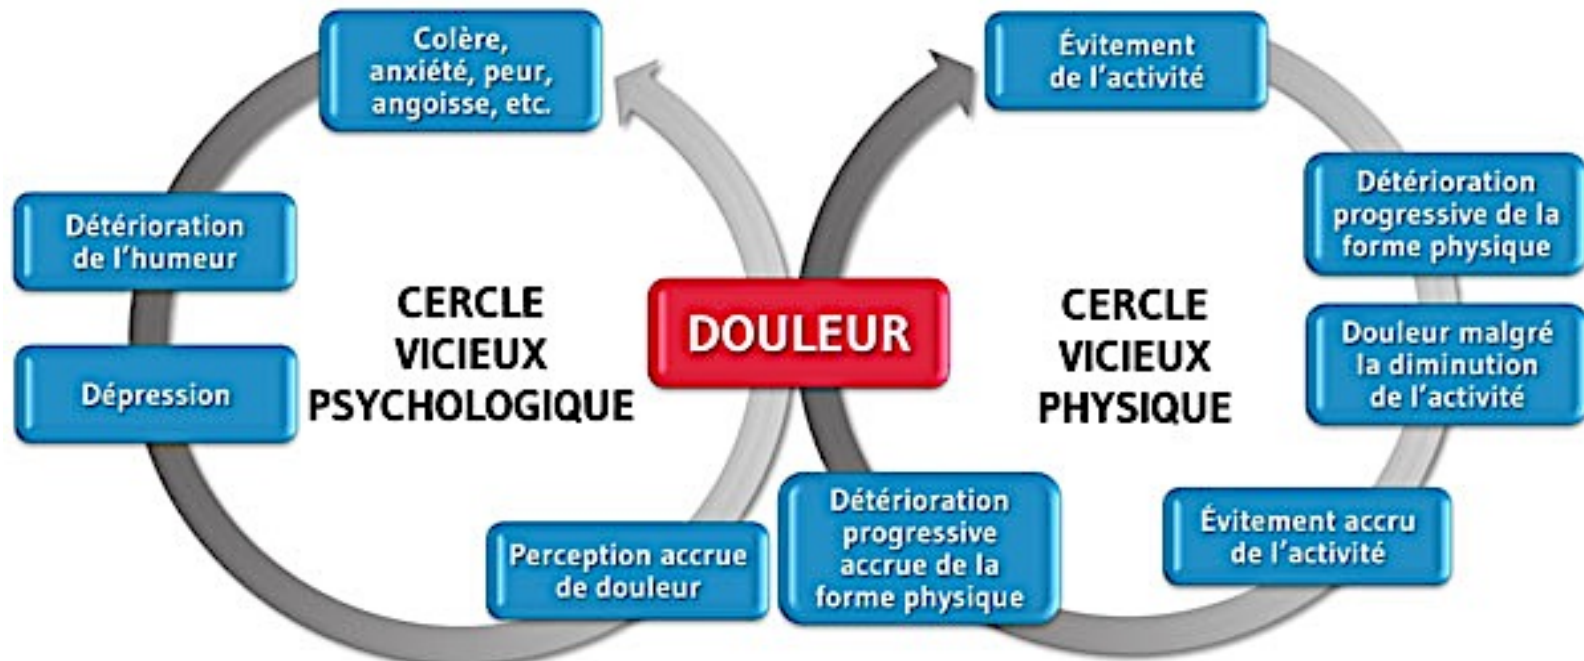 Colère,
anxiété, peur,
angoisse, etc.
Détérioration
de l'humeur
Dépression
CERCLE
VICIEUX
PSYCHOLOGIQUE
Perception accrue
de douleur
DOULEUR
Évitement
de l'activité
Détérioration
progressive de la
forme physique
Douleur malgré
la diminution
de l'activité
CERCLE
VICIEUX
PHYSIQUE
Évitement accru
de l'activité
Détérioration
progressive
accrue de la
forme physique